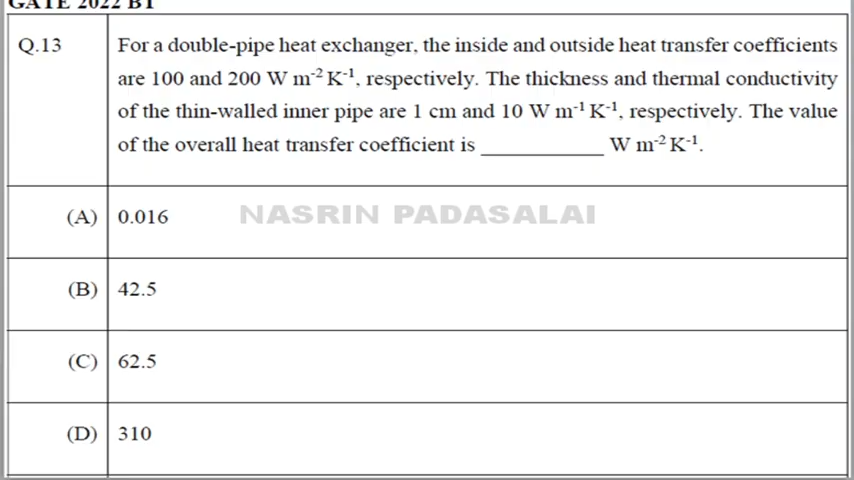 GATE 2022 BT
Q.13 For a double-pipe heat exchanger, the inside and outside heat transfer coefficients
are 100 and 200 W m⁻² K⁻¹, respectively. The thickness and thermal conductivity
of the thin-walled inner pipe are 1 cm and 10 W m⁻¹ K⁻¹, respectively. The value
of the overall heat transfer coefficient is ___________ W m⁻² K⁻¹.
(A) 0.016
NASRIN PADASALAI
(B) 42.5
(C) 62.5
(D) 310